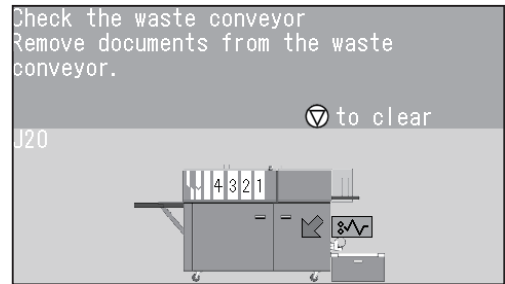 Check the waste conveyor
Remove documents from the waste
conveyor.
to clear
J20
4 3 2 1